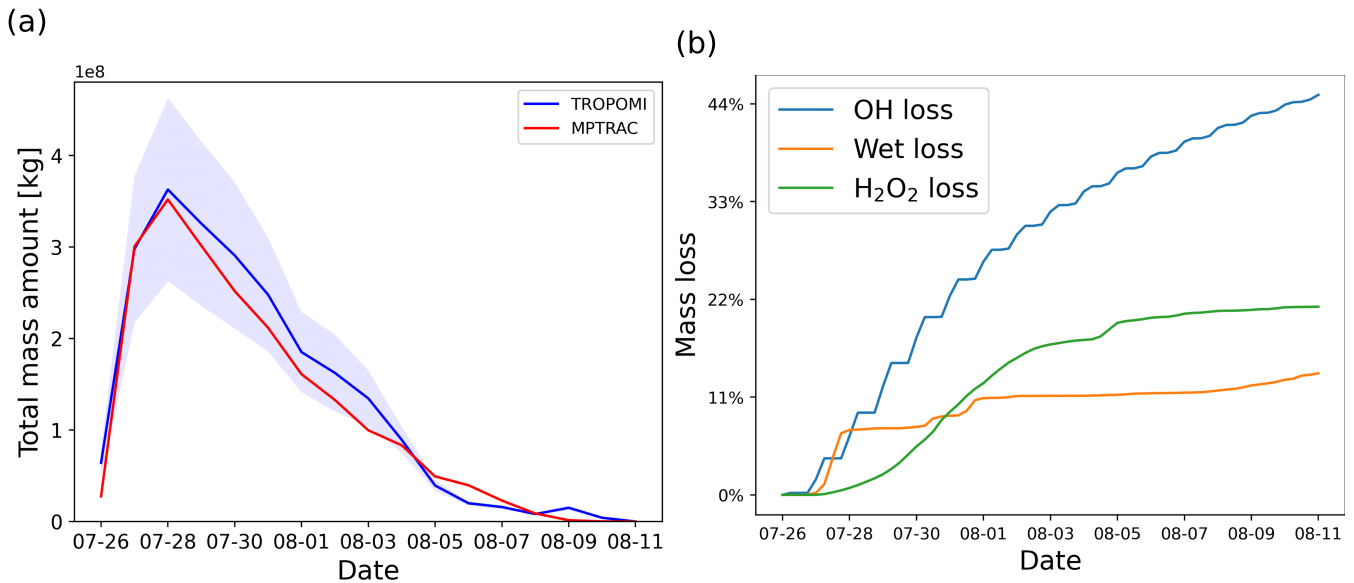 (a)
1e8
Total mass amount [kg]
4
3
2
1
0
TROPOMI
MPTRAC
07-26 07-28 07-30 08-01 08-03 08-05 08-07 08-09 08-11
Date
(b)
Mass loss
44%
33%
22%
11%
0%
OH loss
Wet loss
H₂O₂ loss
07-26 07-28 07-30 08-01 08-03 08-05 08-07 08-09 08-11
Date